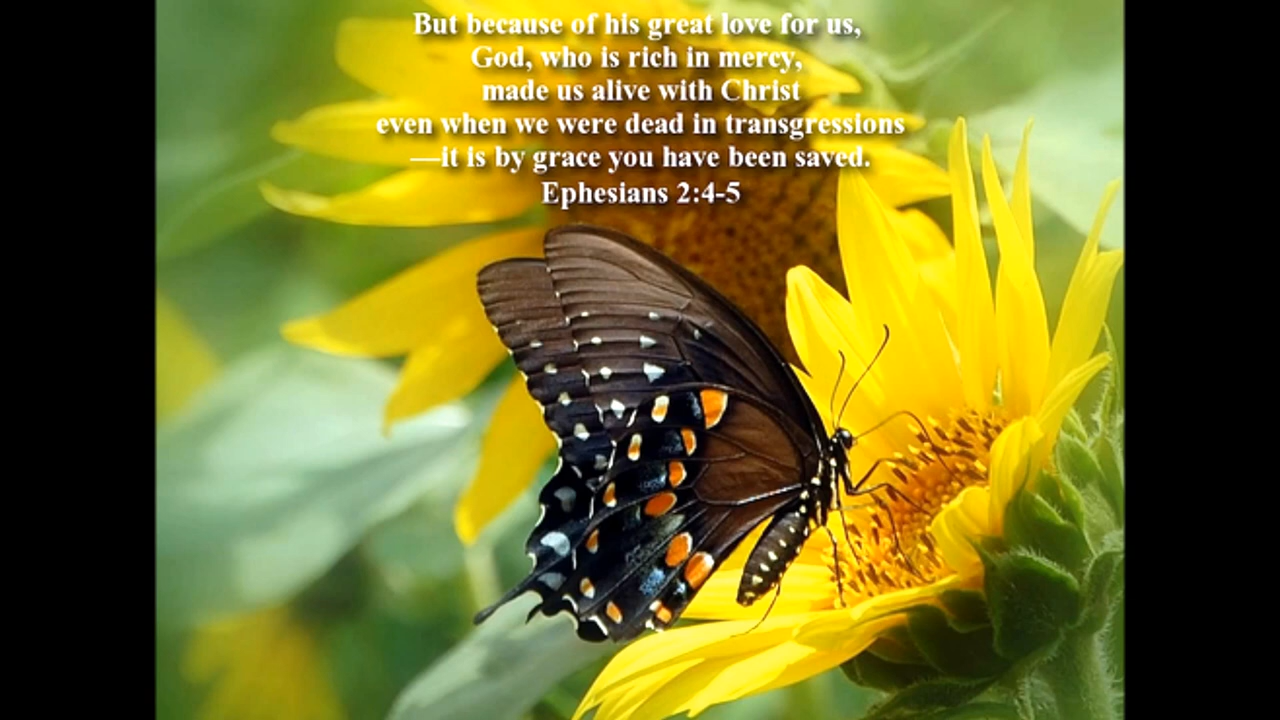 But because of his great love for us,
God, who is rich in mercy,
made us alive with Christ
even when we were dead in transgressions
—it is by grace you have been saved.
Ephesians 2:4-5